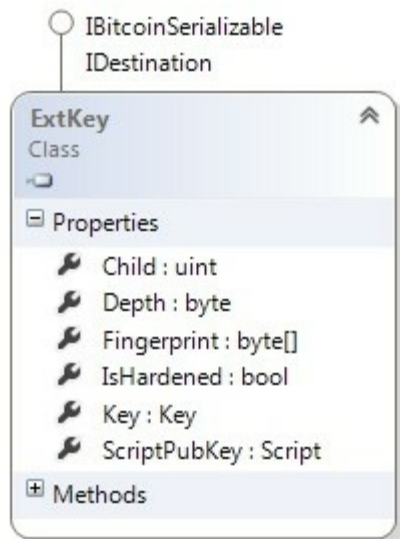 IBitcoinSerializable
IDestination
ExtKey
Class
Properties
Child : uint
Depth : byte
Fingerprint : byte[]
IsHardened : bool
Key : Key
ScriptPubKey : Script
Methods